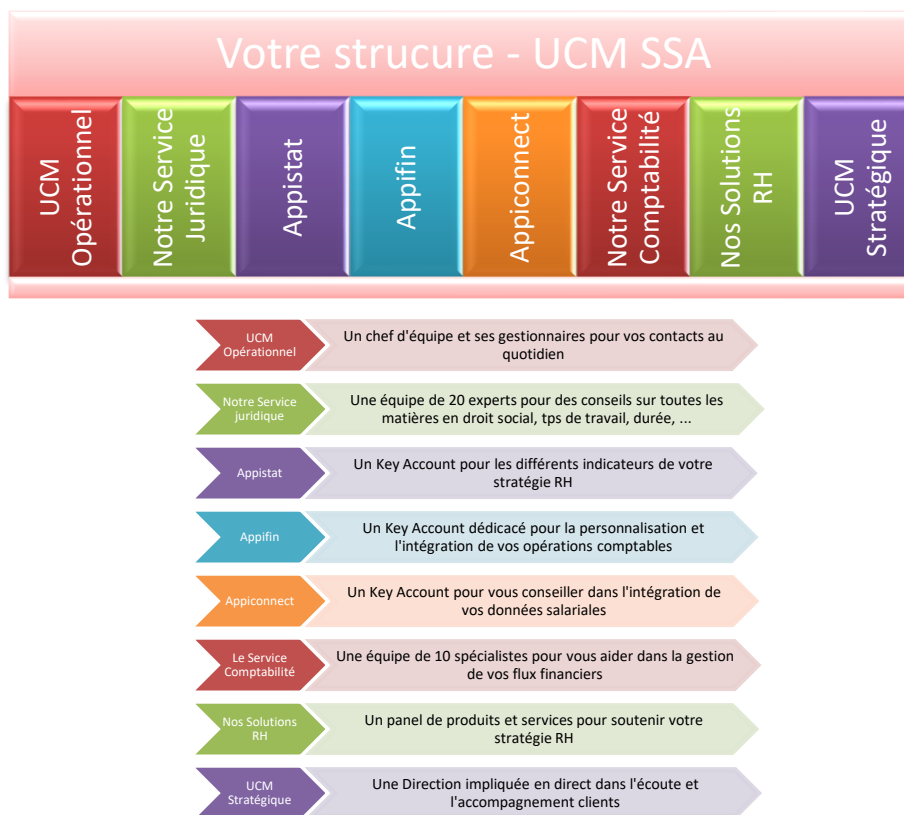 Votre strucure - UCM SSA
UCM
Opérationnel
Notre Service
Juridique
Appistat
Appifin
Appiconnect
Notre Service
Comptabilité
Nos Solutions
RH
UCM
Stratégique
UCM
Opérationnel
Un chef d'équipe et ses gestionnaires pour vos contacts au
quotidien
Notre Service
juridique
Une équipe de 20 experts pour des conseils sur toutes les
matières en droit social, tps de travail, durée, ...
Appistat
Un Key Account pour les différents indicateurs de votre
stratégie RH
Appifin
Un Key Account dédicacé pour la personnalisation et
l'intégration de vos opérations comptables
Appiconnect
Un Key Account pour vous conseiller dans l'intégration de
vos données salariales
Le Service
Comptabilité
Une équipe de 10 spécialistes pour vous aider dans la gestion
de vos flux financiers
Nos Solutions
RH
Un panel de produits et services pour soutenir votre
stratégie RH
UCM
Stratégique
Une Direction impliquée en direct dans l'écoute et
l'accompagnement clients